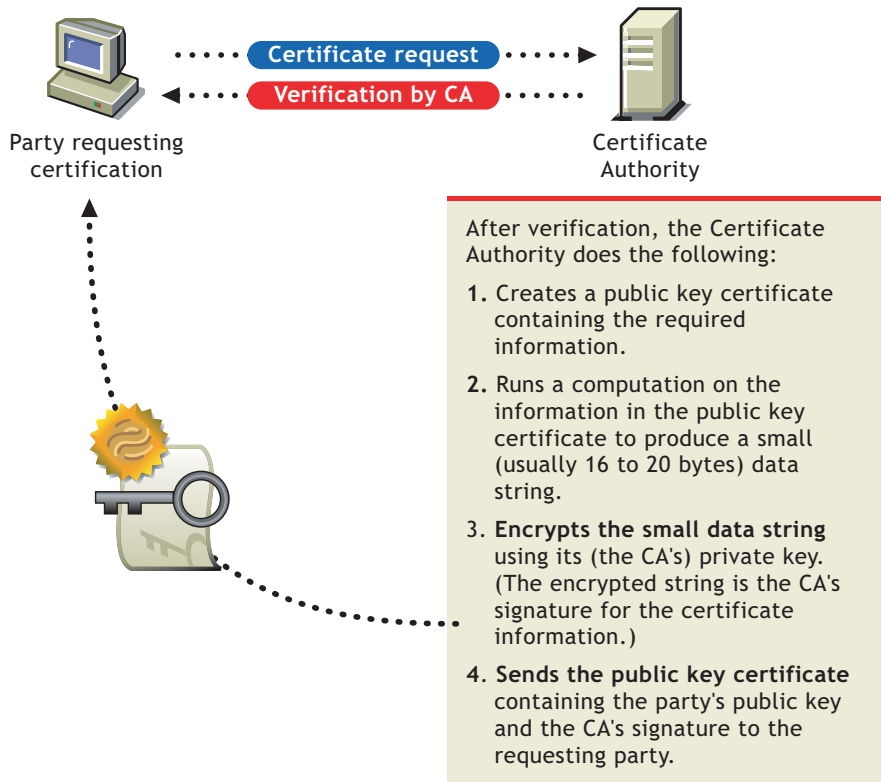 Certificate request
Verification by CA
Party requesting
certification
Certificate
Authority
After verification, the Certificate
Authority does the following:
1. Creates a public key certificate
containing the required
information.
2. Runs a computation on the
information in the public key
certificate to produce a small
(usually 16 to 20 bytes) data
string.
3. Encrypts the small data string
using its (the CA's) private key.
(The encrypted string is the CA's
signature for the certificate
information.)
4. Sends the public key certificate
containing the party's public key
and the CA's signature to the
requesting party.